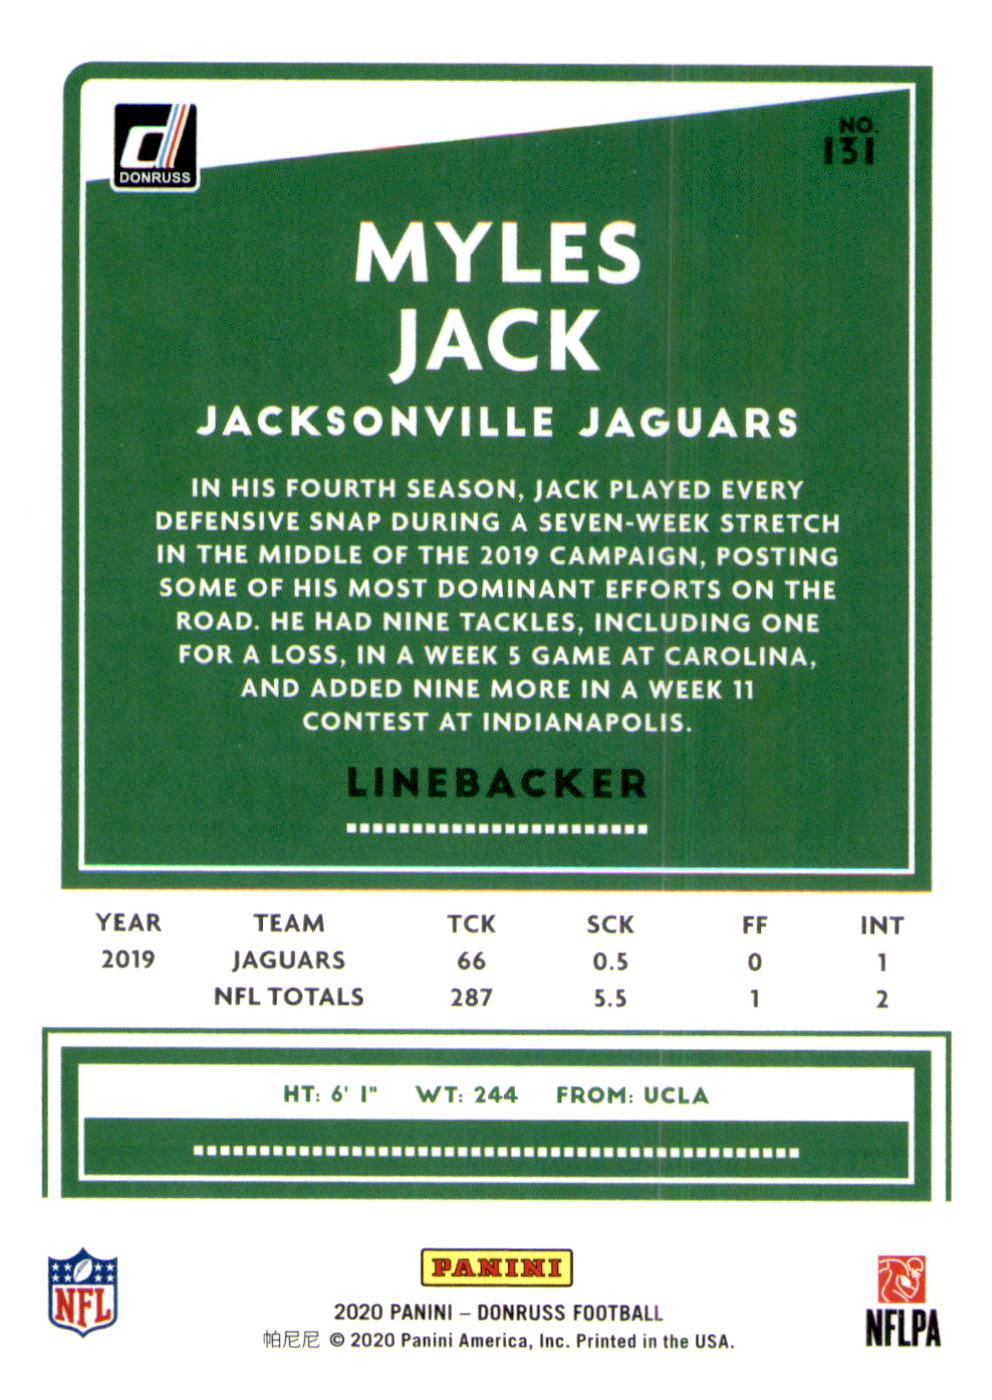 DONRUSS
NO.
131
MYLES
JACK
JACKSONVILLE JAGUARS
IN HIS FOURTH SEASON, JACK PLAYED EVERY
DEFENSIVE SNAP DURING A SEVEN-WEEK STRETCH
IN THE MIDDLE OF THE 2019 CAMPAIGN, POSTING
SOME OF HIS MOST DOMINANT EFFORTS ON THE
ROAD. HE HAD NINE TACKLES, INCLUDING ONE
FOR A LOSS, IN A WEEK 5 GAME AT CAROLINA,
AND ADDED NINE MORE IN A WEEK 11
CONTEST AT INDIANAPOLIS.
LINEBACKER
YEAR TEAM TCK SCK FF INT
2019 JAGUARS 66 0.5 0 1
NFL TOTALS 287 5.5 1 2
HT: 6' 1" WT: 244 FROM: UCLA
NFL
PANINI
NFLPA
2020 PANINI – DONRUSS FOOTBALL
帕尼尼 © 2020 Panini America, Inc. Printed in the USA.